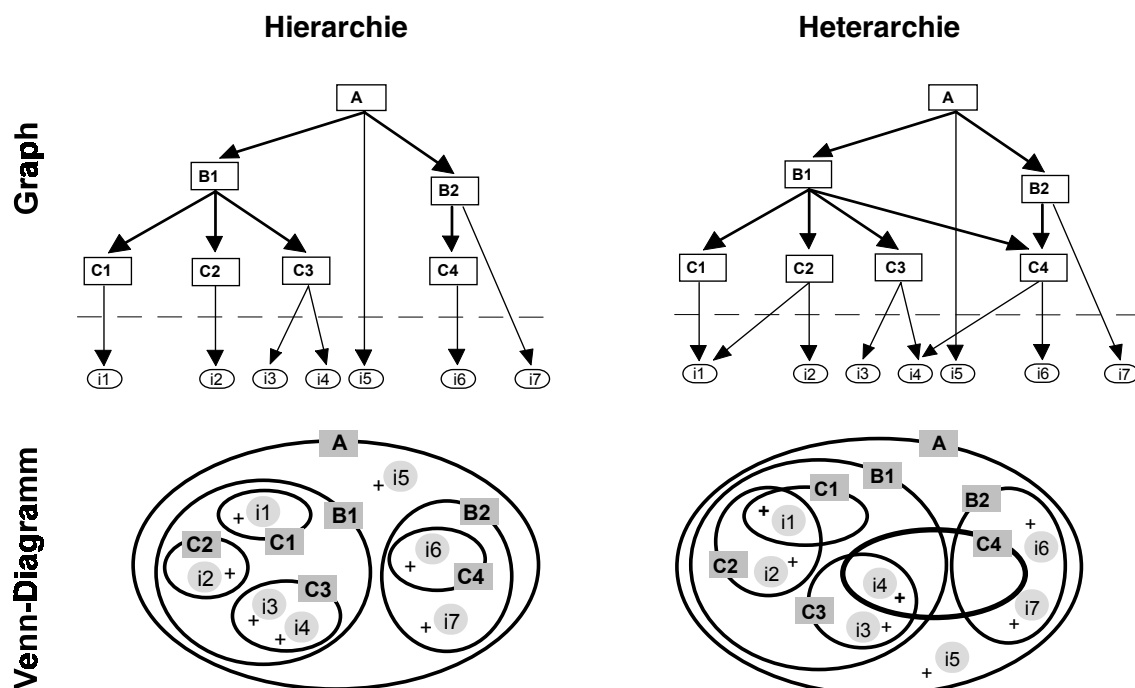 Hierarchie
Heterarchie
Graph
A
B1
B2
C1
C2
C3
C4
i1
i2
i3
i4
i5
i6
i7
A
B1
B2
C1
C2
C3
C4
i1
i2
i3
i4
i5
i6
i7
Venn-Diagramm
A
i5
+
i1
+
B1
B2
C2
C1
i6
+
i2
+
C3
C4
i3
+
i4
+
i7
+
A
B1
C1
B2
+
i1
+
i6
C4
C2
i2
+
i4
+
C3
i3
+
i7
+
i5
+